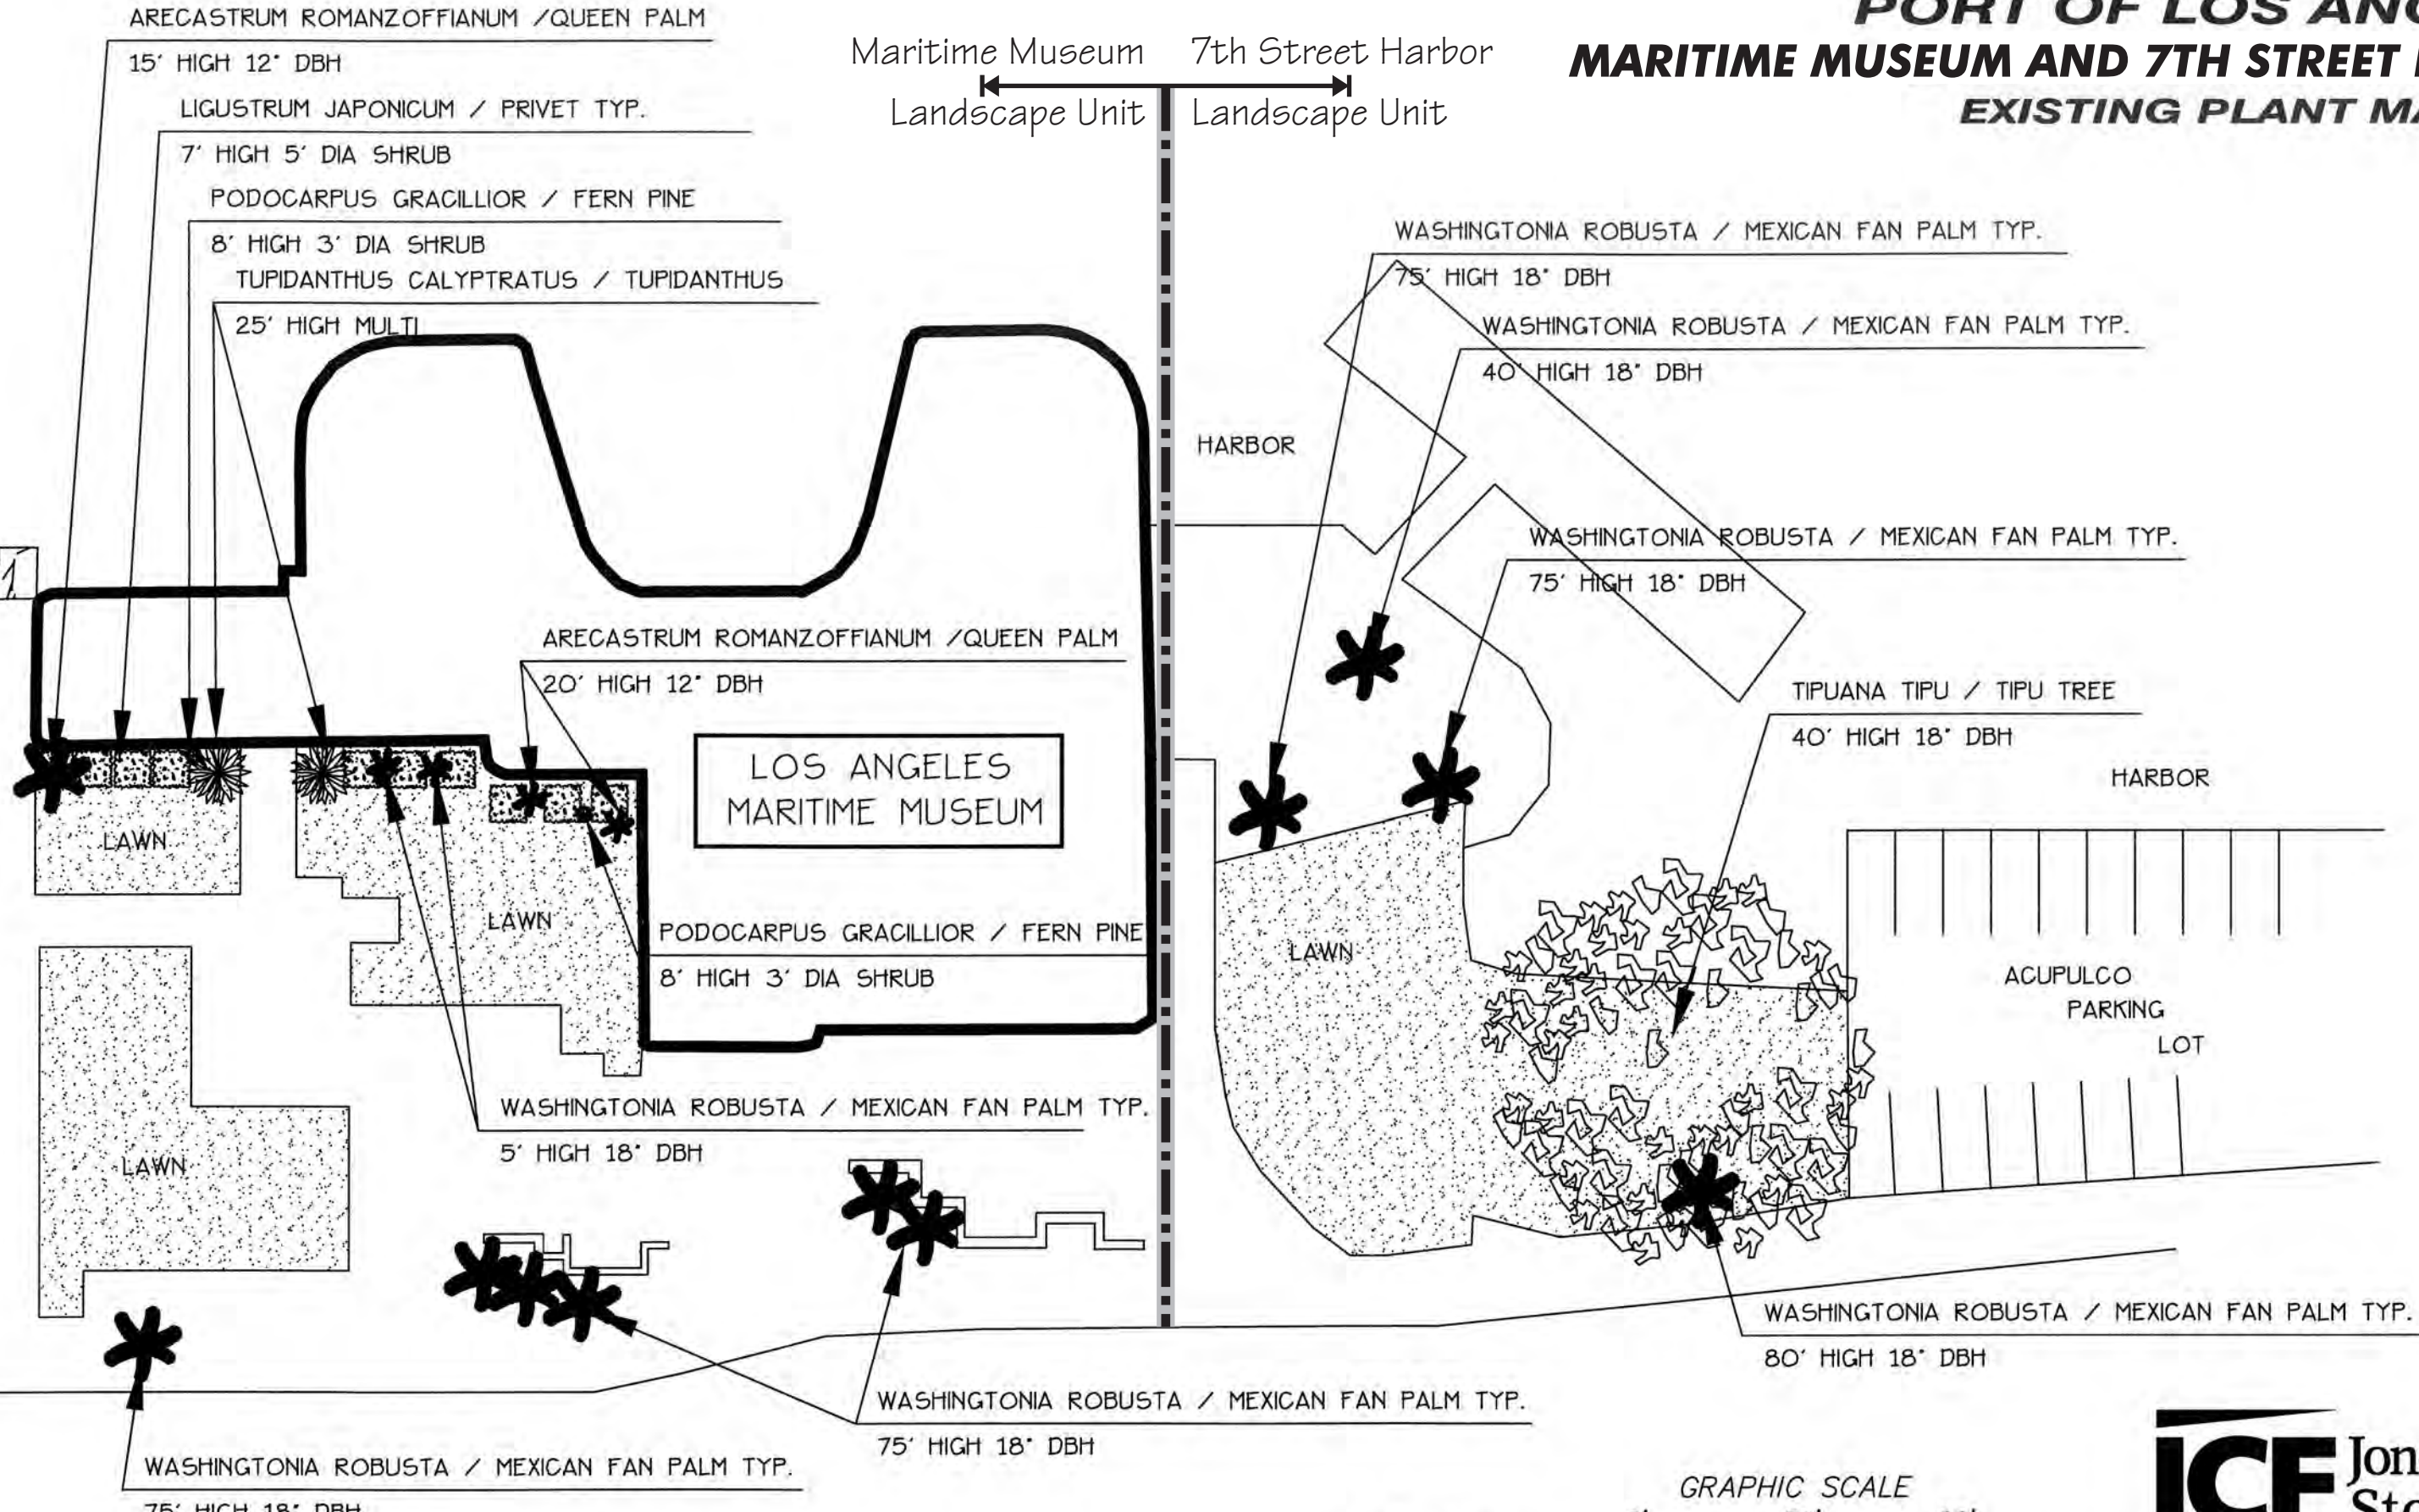 ARECASTRUM ROMANZOFFIANUM /QUEEN PALM
15' HIGH 12" DBH
LIGUSTRUM JAPONICUM / PRIVET TYP.
7' HIGH 5' DIA SHRUB
PODOCARPUS GRACILLIOR / FERN PINE
8' HIGH 3' DIA SHRUB
TUPIDANTHUS CALYPTRATUS / TUPIDANTHUS
25' HIGH MULTI
Maritime Museum
Landscape Unit
7th Street Harbor
Landscape Unit
PORT OF LOS
MARITIME MUSEUM AND 7TH STREET
EXISTING PLANT
WASHINGTONIA ROBUSTA / MEXICAN FAN PALM TYP.
75' HIGH 18" DBH
WASHINGTONIA ROBUSTA / MEXICAN FAN PALM TYP.
40' HIGH 18" DBH
HARBOR
WASHINGTONIA ROBUSTA / MEXICAN FAN PALM TYP.
75' HIGH 18" DBH
ARECASTRUM ROMANZOFFIANUM /QUEEN PALM
20' HIGH 12" DBH
TIPUANA TIPU / TIPU TREE
40' HIGH 18" DBH
HARBOR
LOS ANGELES
MARITIME MUSEUM
LAWN
LAWN
PODOCARPUS GRACILLIOR / FERN PINE
8' HIGH 3' DIA SHRUB
LAWN
ACUPULCO
PARKING
LOT
WASHINGTONIA ROBUSTA / MEXICAN FAN PALM TYP.
5' HIGH 18" DBH
LAWN
WASHINGTONIA ROBUSTA / MEXICAN FAN PALM TYP.
80' HIGH 18" DBH
WASHINGTONIA ROBUSTA / MEXICAN FAN PALM TYP.
75' HIGH 18" DBH
WASHINGTONIA ROBUSTA / MEXICAN FAN PALM TYP.
75' HIGH 18" DBH
GRAPHIC SCALE
ICF